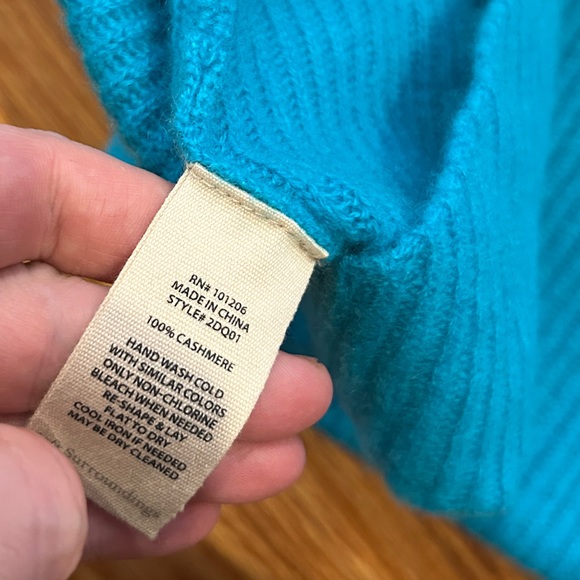 RN# 101206
MADE IN CHINA
STYLE# 2DQ01
100% CASHMERE
HAND WASH COLD
WITH SIMILAR COLORS
ONLY NON-CHLORINE
BLEACH WHEN NEEDED
RE-SHAPE & LAY
FLAT TO DRY
COOL IRON IF NEEDED
MAY BE DRY CLEANED
Surroundings